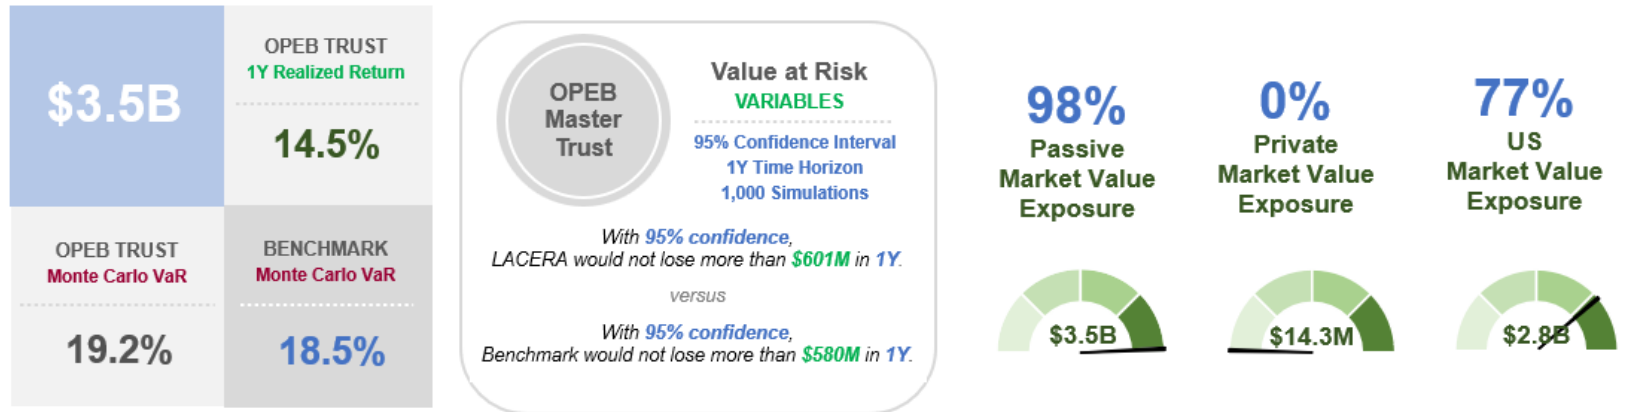 $3.5B
OPEB TRUST
1Y Realized Return
14.5%
OPEB TRUST
Monte Carlo VaR
19.2%
BENCHMARK
Monte Carlo VaR
18.5%
OPEB
Master
Trust
Value at Risk
VARIABLES
95% Confidence Interval
1Y Time Horizon
1,000 Simulations
With 95% confidence,
LACERA would not lose more than $601M in 1Y.
versus
With 95% confidence,
Benchmark would not lose more than $580M in 1Y.
98%
Passive
Market Value
Exposure
$3.5B
0%
Private
Market Value
Exposure
$14.3M
77%
US
Market Value
Exposure
$2.8B